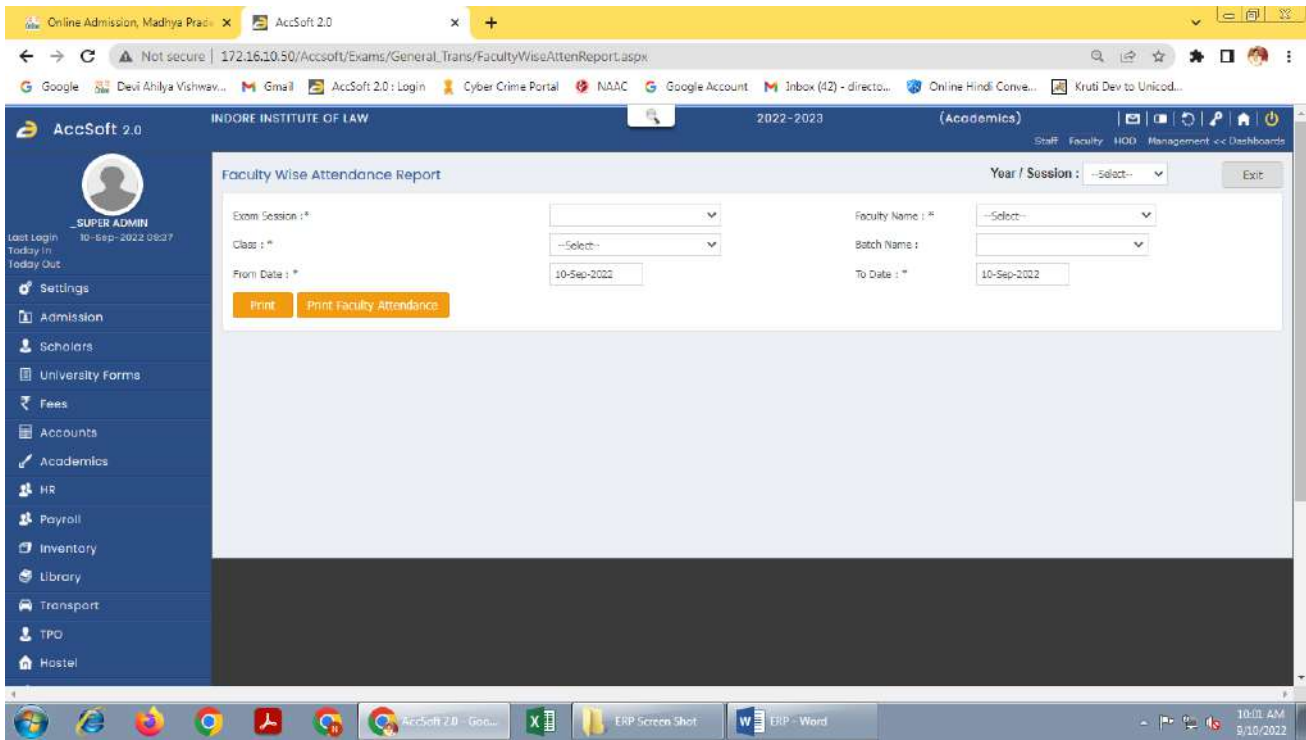 Online Admission, Madhya Prade
AccSoft 2.0
Not secure | 172.16.10.50/Accsoft/Exams/General_Trans/FacultyWiseAttenReport.aspx
Google Devi Ahilya Vishwav... Gmail AccSoft 2.0 : Login Cyber Crime Portal NAAC Google Account Inbox (42) - directo... Online Hindi Conve... Kruti Dev to Unicod...
AccSoft 2.0
INDORE INSTITUTE OF LAW 2022-2023 (Academics)
Staff Faculty HOD Management << Dashboards
_SUPER ADMIN
Last Login 10-Sep-2022 09:37
Today In
Today Out
Settings
Admission
Scholars
University Forms
Fees
Accounts
Academics
HR
Payroll
Inventory
Library
Transport
TPO
Hostel
Faculty Wise Attendance Report Year / Session : --Select-- Exit
Exam Session :* Faculty Name : * --Select--
Class : * --Select-- Batch Name :
From Date : * 10-Sep-2022 To Date : * 10-Sep-2022
Print Print Faculty Attendance
AccSoft 2.0 - Goo... ERP Screen Shot ERP - Word
10:01 AM
9/10/2022